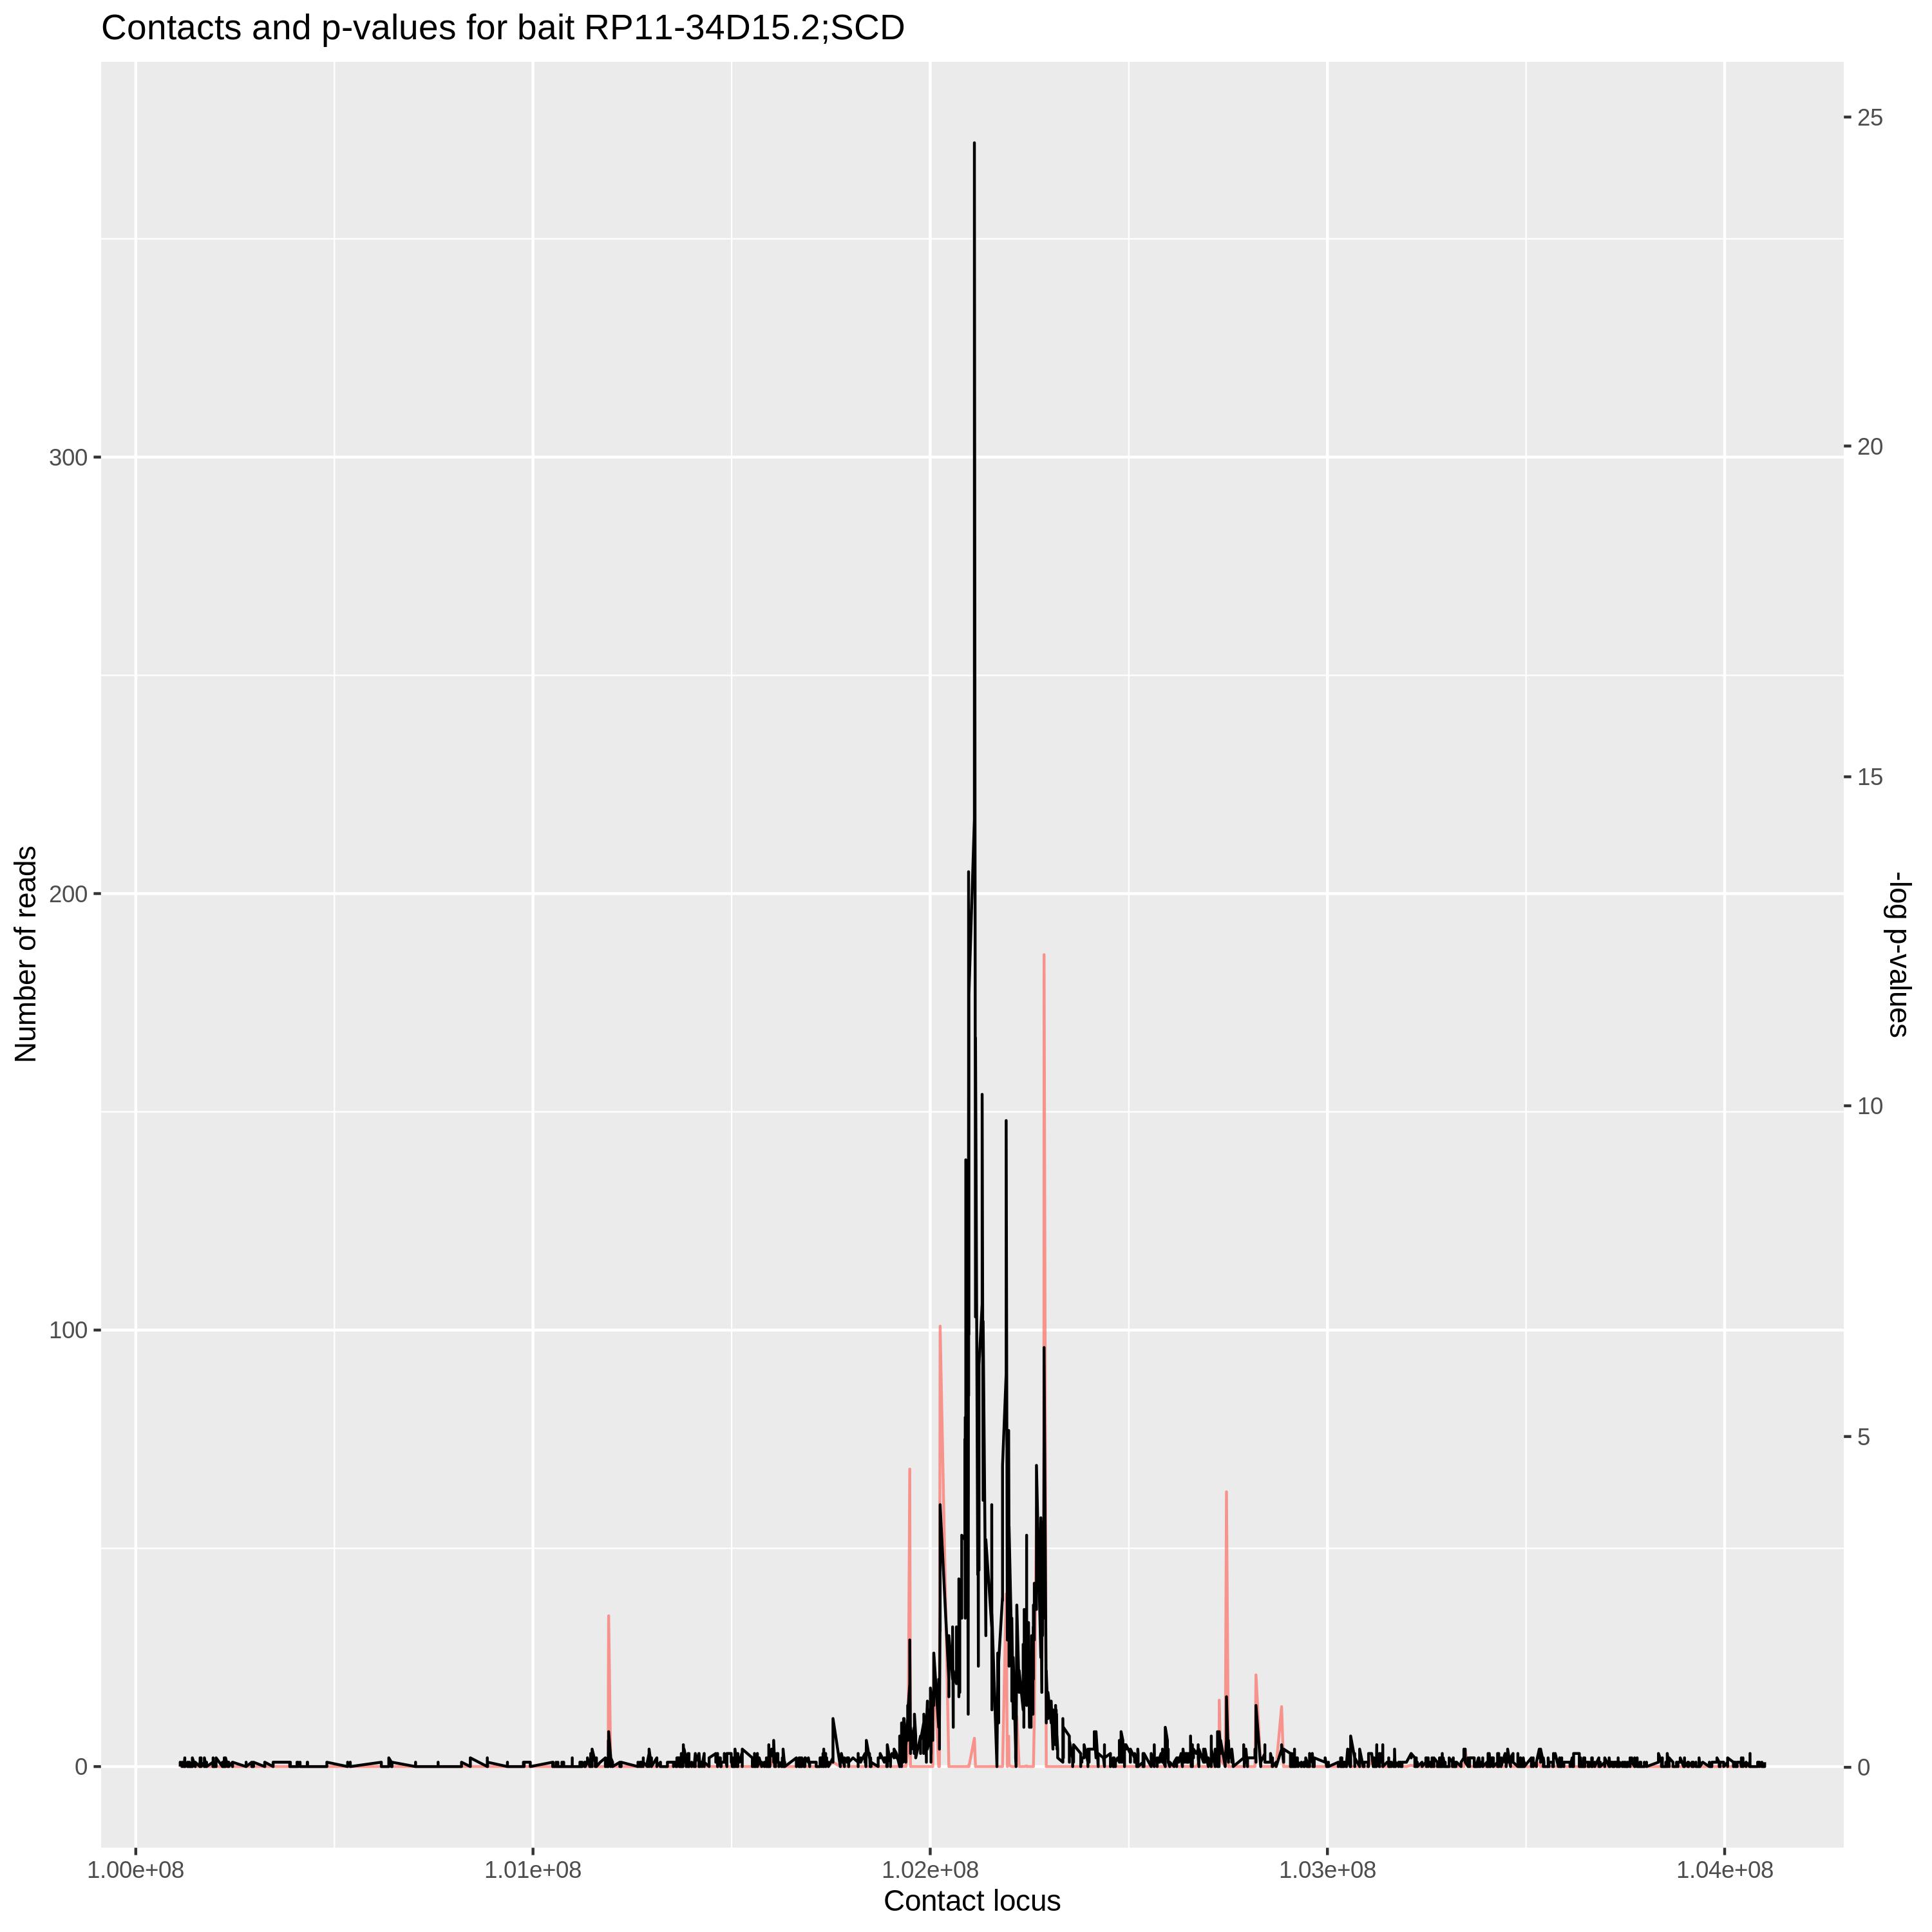 Contacts and p-values for bait RP11-34D15.2;SCD
25
20
300
15
200
Number of reads
-log p-values
10
100
5
0
0
1.00e+08
1.01e+08
1.02e+08
1.03e+08
1.04e+08
Contact locus